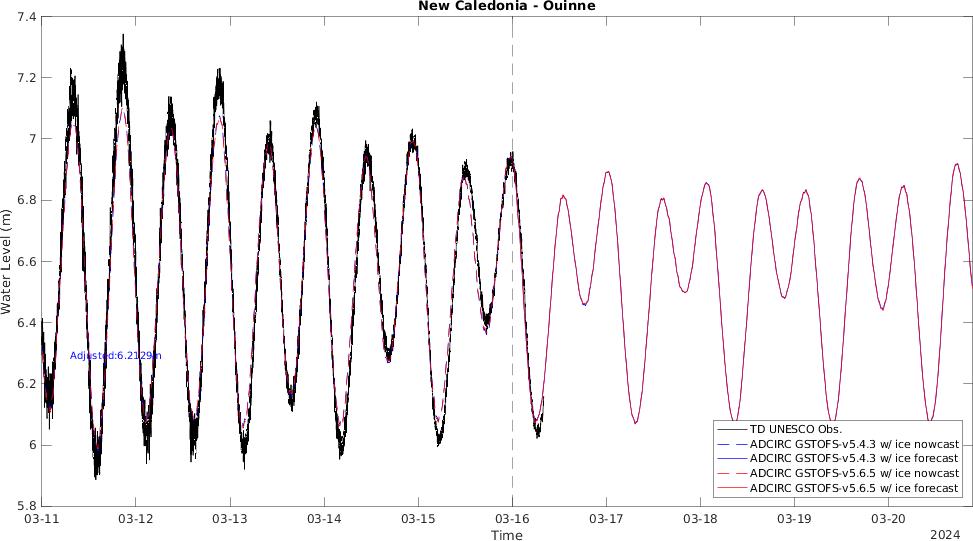 New Caledonia - Ouinne
7.4
7.2
7
6.8
6.6
6.4
6.2
6
5.8
Water Level (m)
Adjusted:6.2129m
TD UNESCO Obs.
ADCIRC GSTOFS-v5.4.3 w/ ice nowcast
ADCIRC GSTOFS-v5.4.3 w/ ice forecast
ADCIRC GSTOFS-v5.6.5 w/ ice nowcast
ADCIRC GSTOFS-v5.6.5 w/ ice forecast
03-11 03-12 03-13 03-14 03-15 03-16 03-17 03-18 03-19 03-20
Time
2024